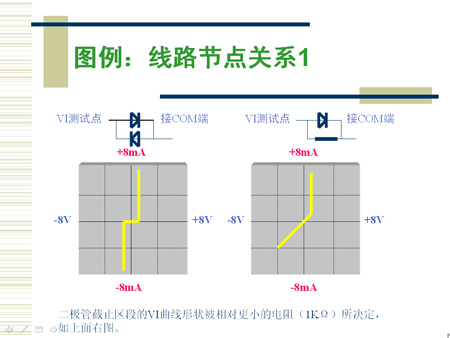 图例：线路节点关系1
VI测试点 接COM端 VI测试点 接COM端
+8mA +8mA
-8V +8V -8V +8V
-8mA -8mA
二极管截止区段的VI曲线形状被相对更小的电阻（1KΩ）所决定，
如上面右图。